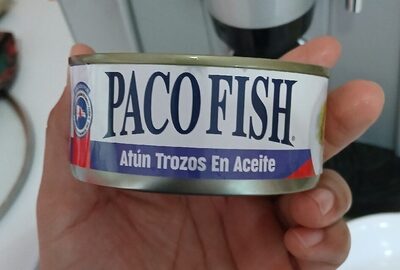 PACO FISH
Atún Trozos En Aceite